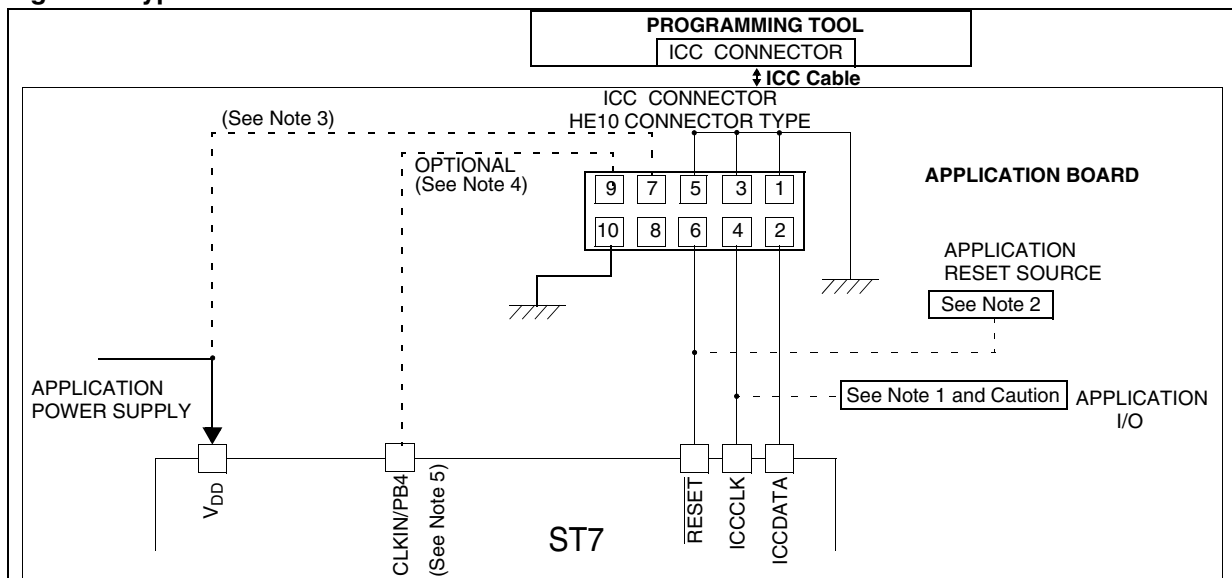 PROGRAMMING TOOL
ICC CONNECTOR
ICC Cable
ICC CONNECTOR
HE10 CONNECTOR TYPE
(See Note 3)
OPTIONAL
(See Note 4)
9 7 5 3 1
10 8 6 4 2
APPLICATION BOARD
APPLICATION
RESET SOURCE
See Note 2
APPLICATION
POWER SUPPLY
See Note 1 and Caution
APPLICATION
I/O
VDD
CLKIN/PB4
(See Note 5)
RESET
ICCCLK
ICCDATA
ST7